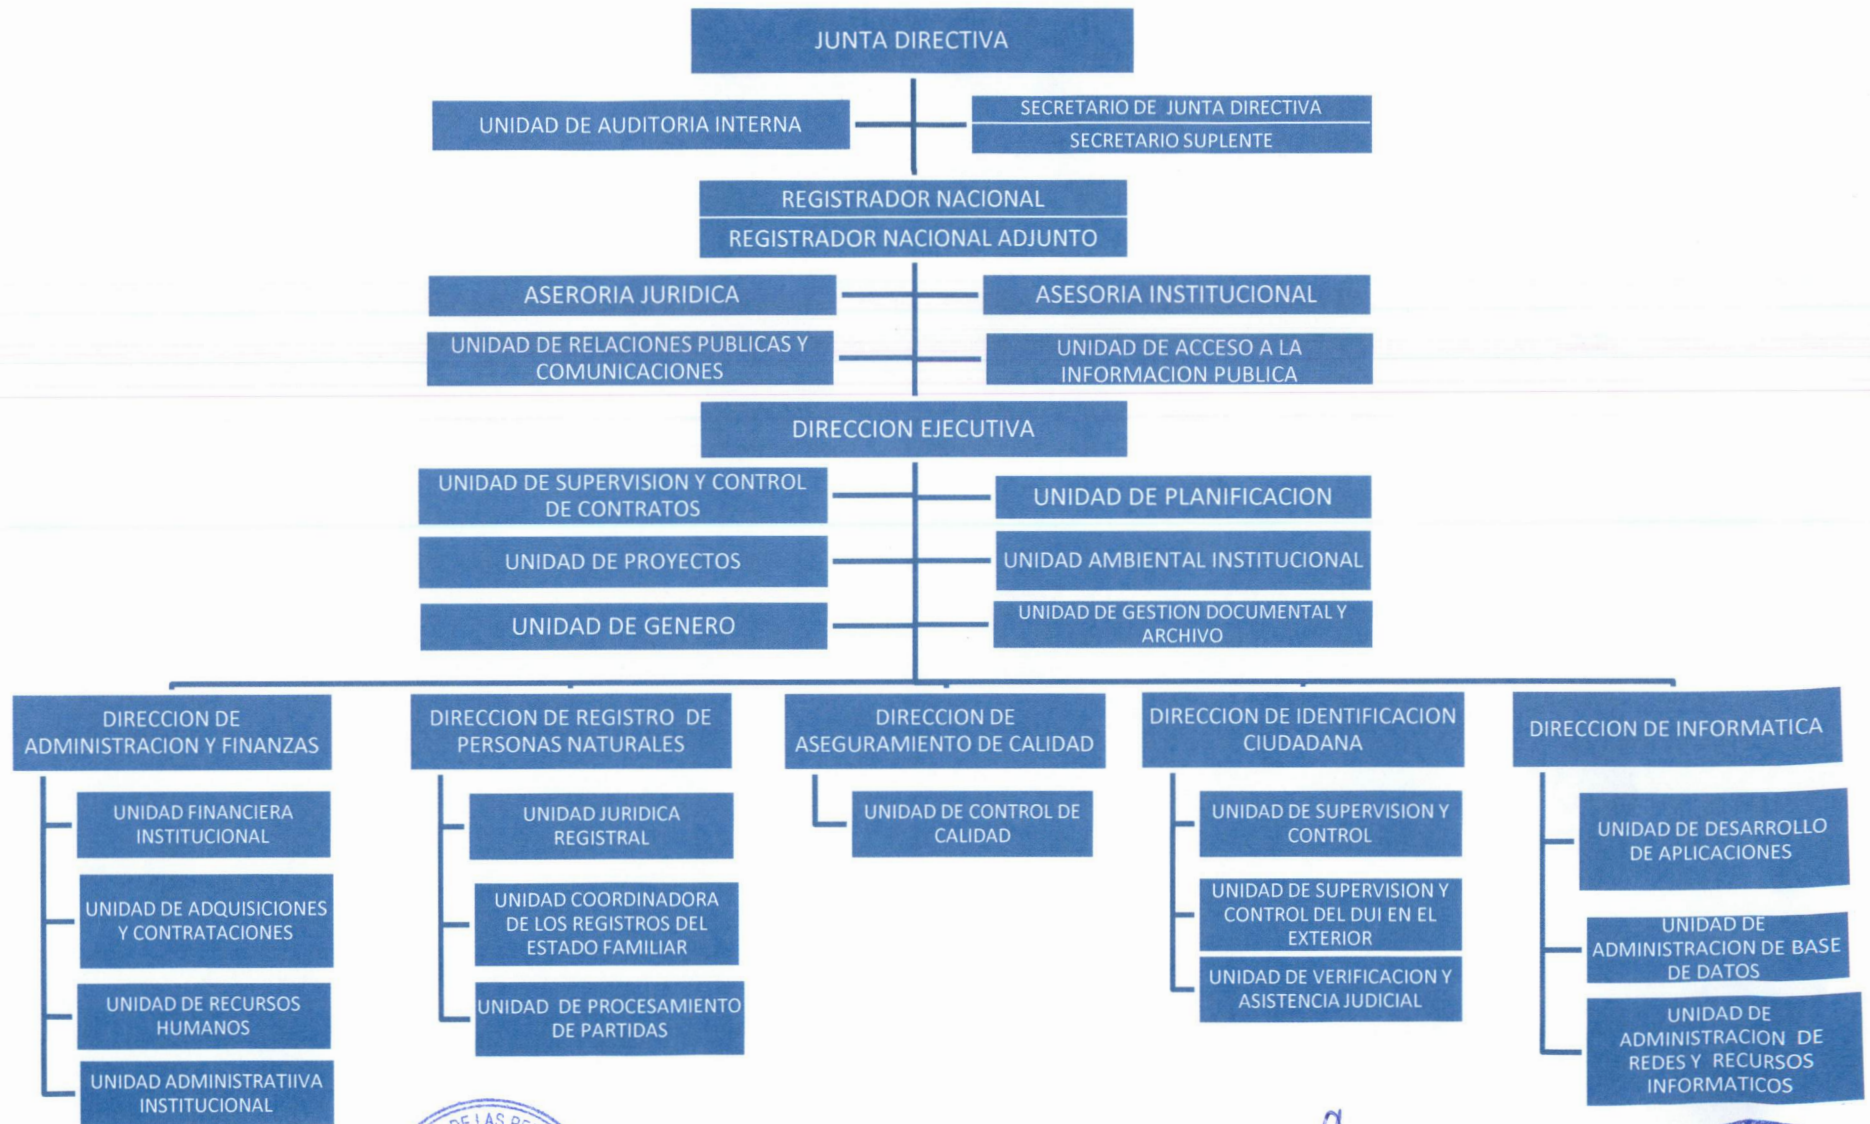 JUNTA DIRECTIVA
UNIDAD DE AUDITORIA INTERNA
SECRETARIO DE JUNTA DIRECTIVA
SECRETARIO SUPLENTE
REGISTRADOR NACIONAL
REGISTRADOR NACIONAL ADJUNTO
ASERORIA JURIDICA
ASESORIA INSTITUCIONAL
UNIDAD DE RELACIONES PUBLICAS Y
COMUNICACIONES
UNIDAD DE ACCESO A LA
INFORMACION PUBLICA
DIRECCION EJECUTIVA
UNIDAD DE SUPERVISION Y CONTROL
DE CONTRATOS
UNIDAD DE PLANIFICACION
UNIDAD DE PROYECTOS
UNIDAD AMBIENTAL INSTITUCIONAL
UNIDAD DE GENERO
UNIDAD DE GESTION DOCUMENTAL Y
ARCHIVO
DIRECCION DE
ADMINISTRACION Y FINANZAS
UNIDAD FINANCIERA
INSTITUCIONAL
UNIDAD DE ADQUISICIONES
Y CONTRATACIONES
UNIDAD DE RECURSOS
HUMANOS
UNIDAD ADMINISTRATIIVA
INSTITUCIONAL
DIRECCION DE REGISTRO DE
PERSONAS NATURALES
UNIDAD JURIDICA
REGISTRAL
UNIDAD COORDINADORA
DE LOS REGISTROS DEL
ESTADO FAMILIAR
UNIDAD DE PROCESAMIENTO
DE PARTIDAS
DIRECCION DE
ASEGURAMIENTO DE CALIDAD
UNIDAD DE CONTROL DE
CALIDAD
DIRECCION DE IDENTIFICACION
CIUDADANA
UNIDAD DE SUPERVISION Y
CONTROL
UNIDAD DE SUPERVISION Y
CONTROL DEL DUI EN EL
EXTERIOR
UNIDAD DE VERIFICACION Y
ASISTENCIA JUDICIAL
DIRECCION DE INFORMATICA
UNIDAD DE DESARROLLO
DE APLICACIONES
UNIDAD DE
ADMINISTRACION DE BASE
DE DATOS
UNIDAD DE
ADMINISTRACION DE
REDES Y RECURSOS
INFORMATICOS
DE LAS